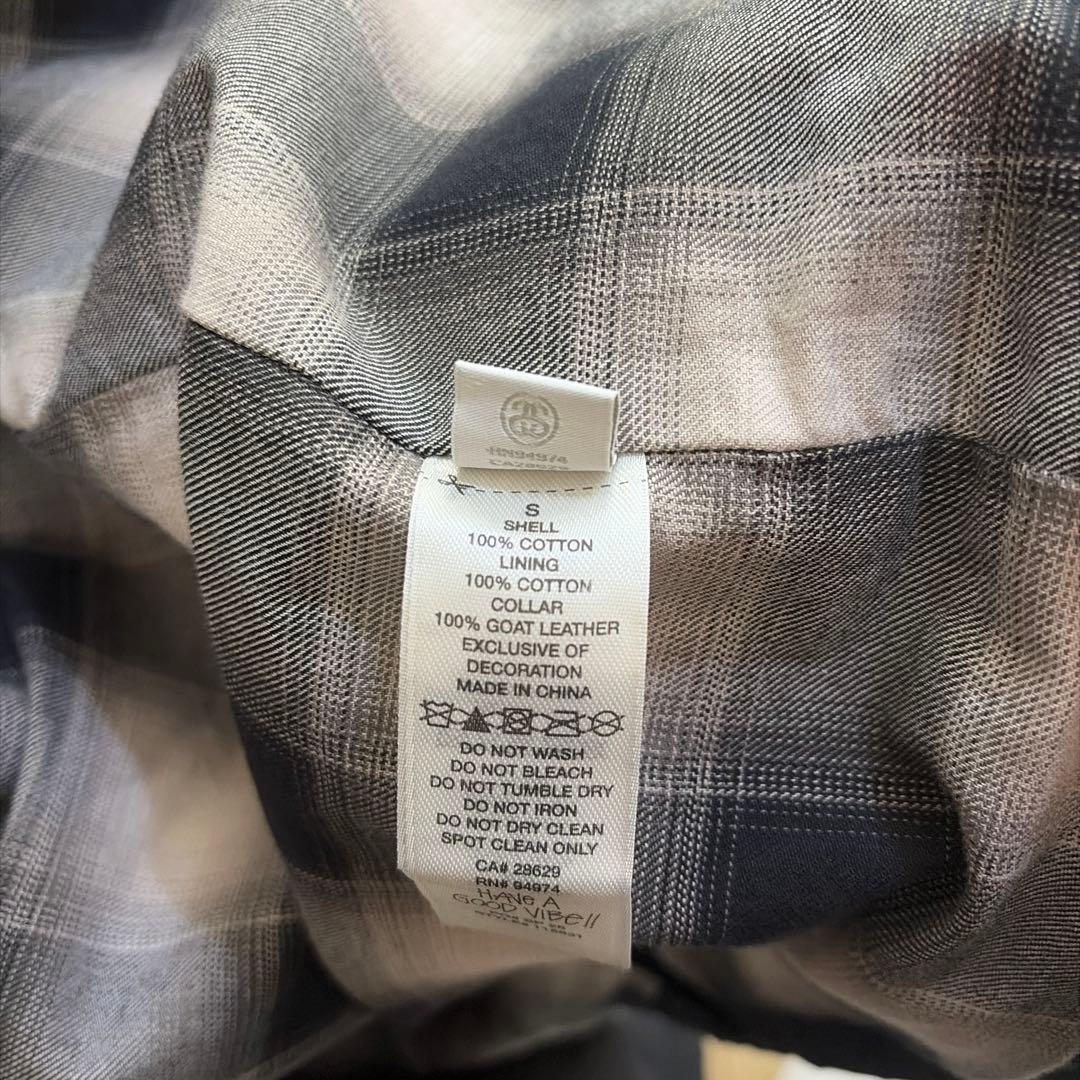 RN94974
CA28629
S
SHELL
100% COTTON
LINING
100% COTTON
COLLAR
100% GOAT LEATHER
EXCLUSIVE OF
DECORATION
MADE IN CHINA
DO NOT WASH
DO NOT BLEACH
DO NOT TUMBLE DRY
DO NOT IRON
DO NOT DRY CLEAN
SPOT CLEAN ONLY
CA# 28629
RN# 94974
HAVE A
GOOD VIBE!!